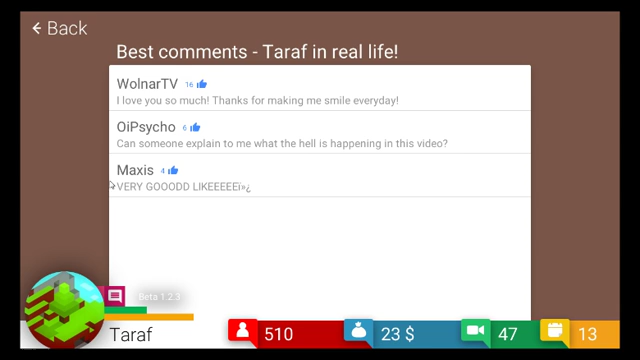 ← Back
Best comments - Taraf in real life!
WolnarTV 16
I love you so much! Thanks for making me smile everyday!
OiPsycho 6
Can someone explain to me what the hell is happening in this video?
Maxis 4
VERY GOOODD LIKEEEEEï»¿
Beta 1.2.3
Taraf
510
23 $
47
13